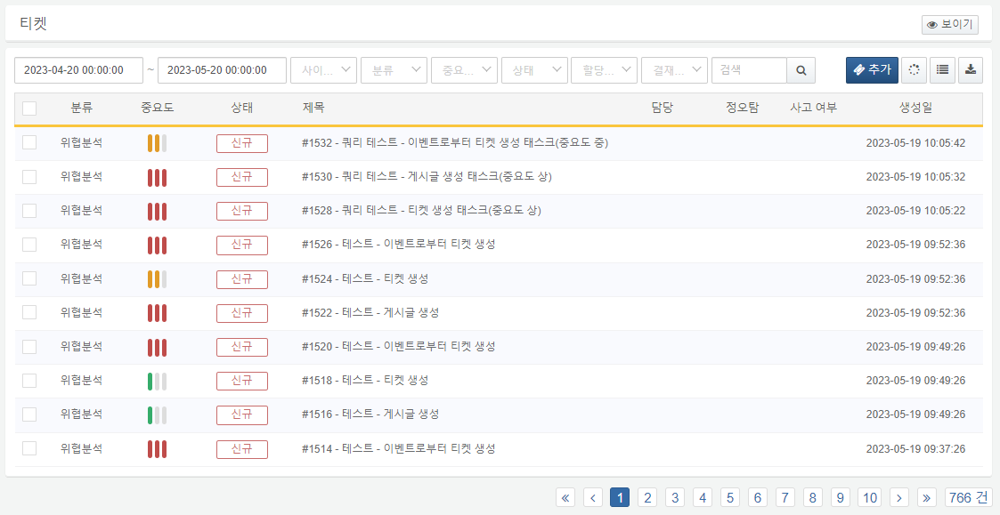 티켓
보이기
2023-04-20 00:00:00 ~ 2023-05-20 00:00:00 사이... 분류 중요... 상태 할당... 결재... 검색 추가
분류 중요도 상태 제목 담당 정오탐 사고 여부 생성일
위협분석 신규 #1532 - 쿼리 테스트 - 이벤트로부터 티켓 생성 태스크(중요도 중) 2023-05-19 10:05:42
위협분석 신규 #1530 - 쿼리 테스트 - 게시글 생성 태스크(중요도 상) 2023-05-19 10:05:32
위협분석 신규 #1528 - 쿼리 테스트 - 티켓 생성 태스크(중요도 상) 2023-05-19 10:05:22
위협분석 신규 #1526 - 테스트 - 이벤트로부터 티켓 생성 2023-05-19 09:52:36
위협분석 신규 #1524 - 테스트 - 티켓 생성 2023-05-19 09:52:36
위협분석 신규 #1522 - 테스트 - 게시글 생성 2023-05-19 09:52:36
위협분석 신규 #1520 - 테스트 - 이벤트로부터 티켓 생성 2023-05-19 09:49:26
위협분석 신규 #1518 - 테스트 - 티켓 생성 2023-05-19 09:49:26
위협분석 신규 #1516 - 테스트 - 게시글 생성 2023-05-19 09:49:26
위협분석 신규 #1514 - 테스트 - 이벤트로부터 티켓 생성 2023-05-19 09:37:26
« ‹ 1 2 3 4 5 6 7 8 9 10 › » 766 건